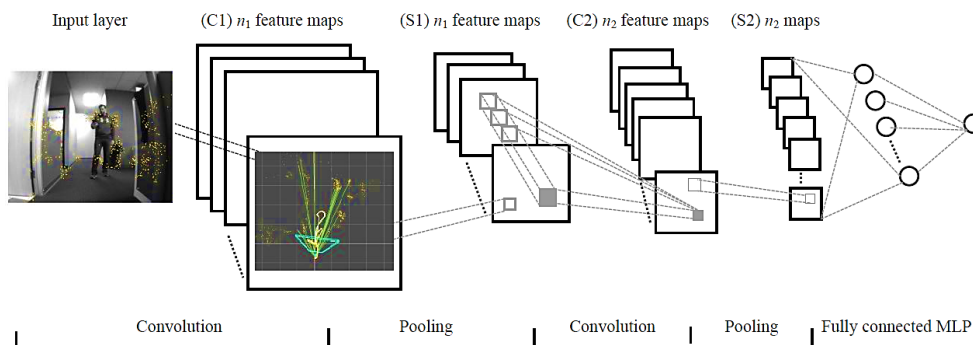 Input layer
(C1) n1 feature maps
(S1) n1 feature maps
(C2) n2 feature maps
(S2) n2 maps
Convolution
Pooling
Convolution
Pooling
Fully connected MLP